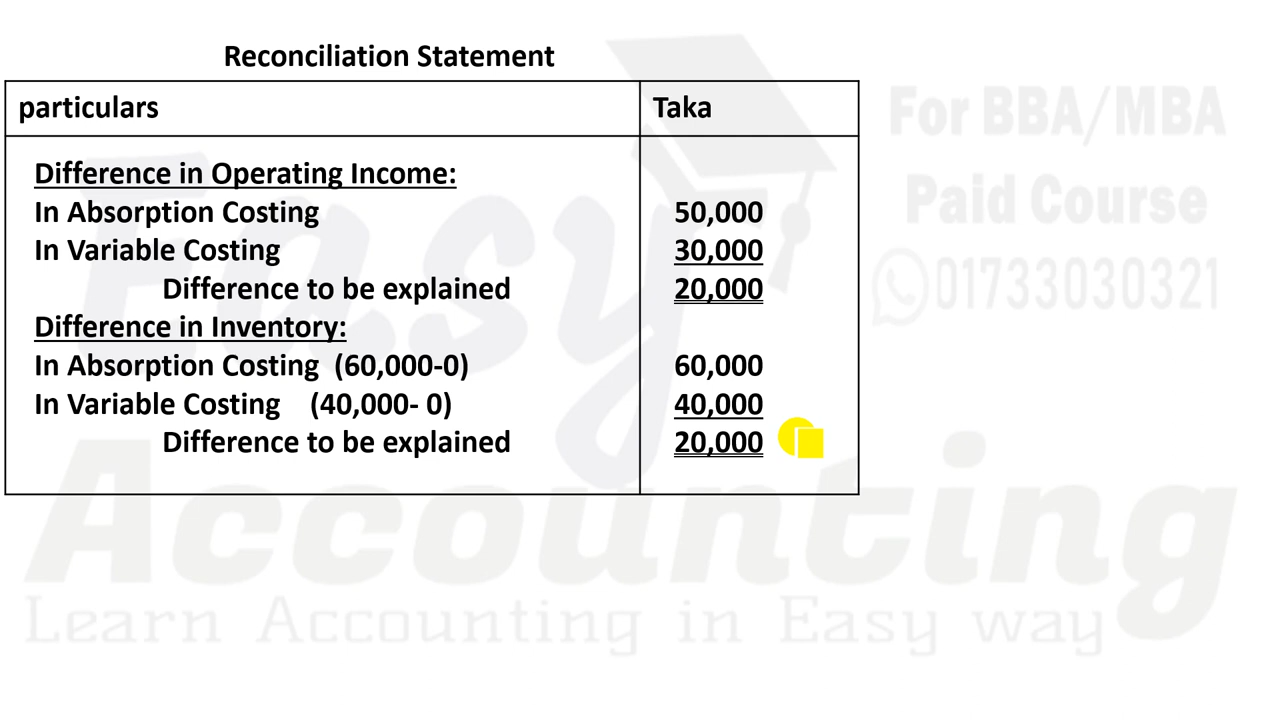 Reconciliation Statement
particulars Taka
Difference in Operating Income:
In Absorption Costing 50,000
In Variable Costing 30,000
Difference to be explained 20,000
Difference in Inventory:
In Absorption Costing (60,000-0) 60,000
In Variable Costing (40,000- 0) 40,000
Difference to be explained 20,000
For BBA/MBA
Paid Course
01733030321
Easy
Accounting
Learn Accounting in Easy way